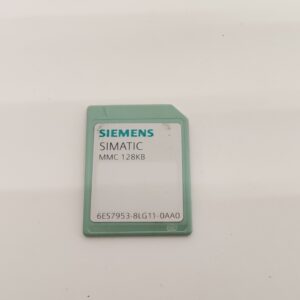 SIEMENS
SIMATIC
MMC 128KB
6ES7953-8LG11-0AA0